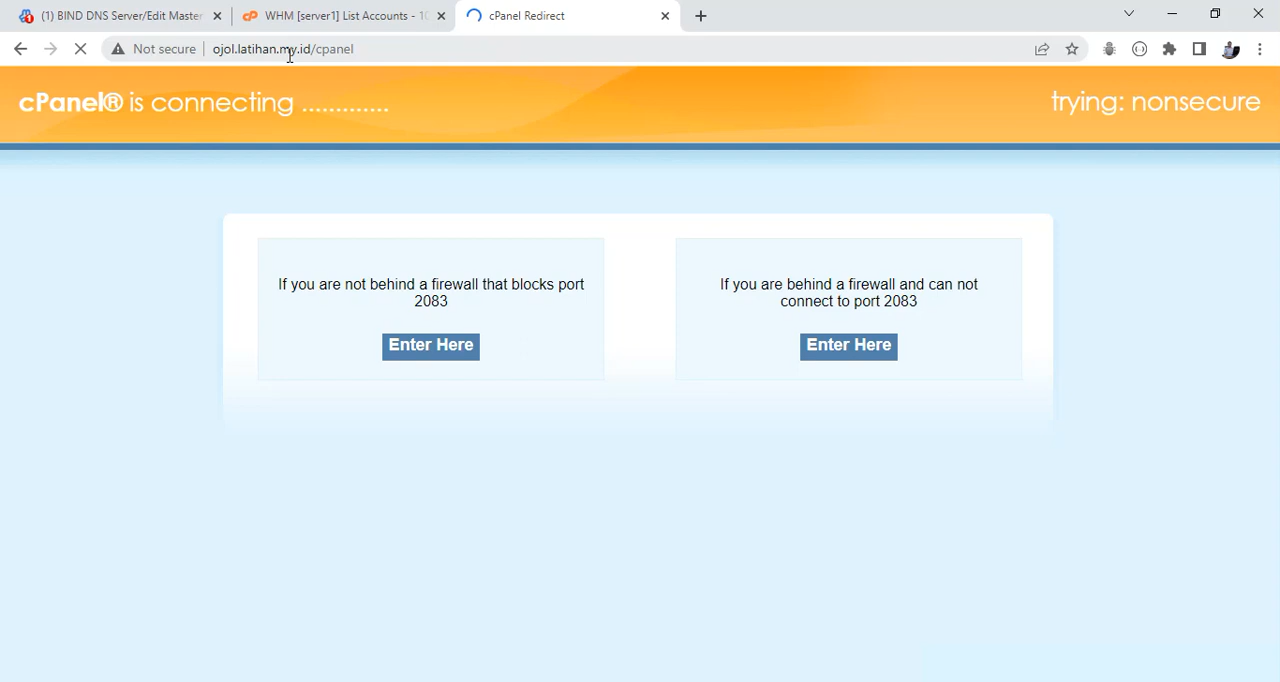 (1) BIND DNS Server/Edit Master
WHM [server1] List Accounts - 10
cPanel Redirect
Not secure
ojol.latihan.my.id/cpanel
cPanel® is connecting .............
trying: nonsecure
If you are not behind a firewall that blocks port
2083
Enter Here
If you are behind a firewall and can not
connect to port 2083
Enter Here